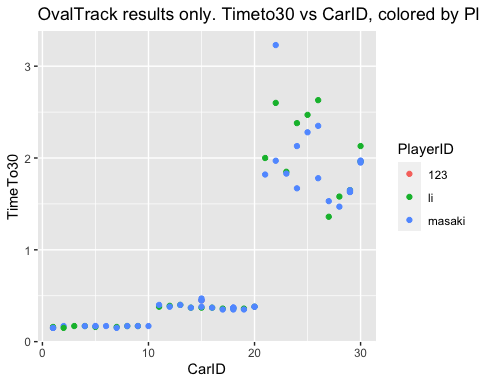 OvalTrack results only. Timeto30 vs CarID, colored by Pl
TimeTo30
3
2
1
0
0
10
20
30
CarID
PlayerID
123
li
masaki